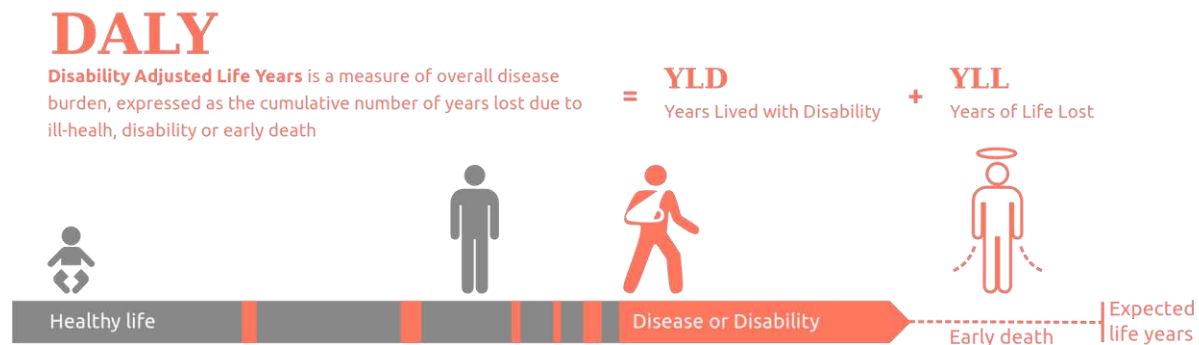 DALY
Disability Adjusted Life Years is a measure of overall disease
burden, expressed as the cumulative number of years lost due to
ill-healh, disability or early death
=
YLD
Years Lived with Disability
+
YLL
Years of Life Lost
Healthy life
Disease or Disability
Early death
Expected
life years